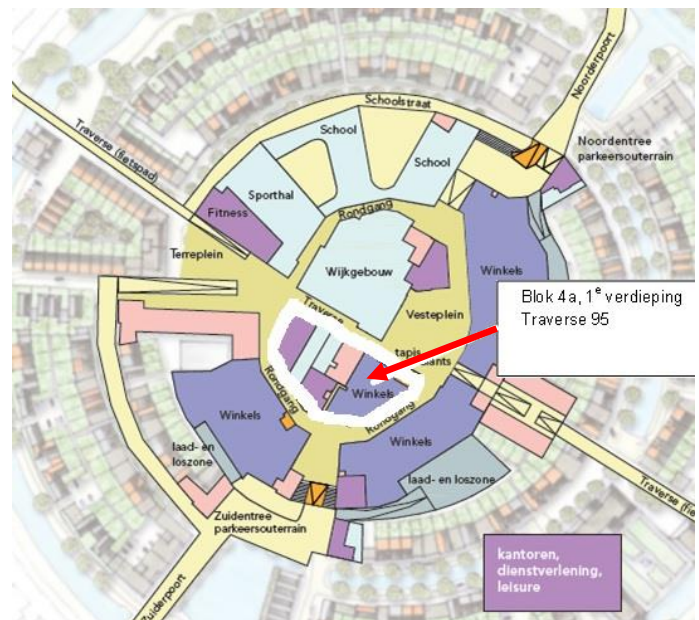 Noorderpoort
Schoolstraat
Traverse (fietspad)
School
School
Noordentree
parkeersouterrain
Sporthal
Rondgang
Fitness
Terreplein
Wijkgebouw
Winkels
Blok 4a, 1e verdieping
Traverse 95
Vesteplein
Traverse
tapis
Winkels
Rondgang
Rondgang
Winkels
Winkels
laad- en
loszone
laad- en loszone
Zuidentree
parkeersouterrain
Traverse (fie
Zuiderpoort
kantoren,
dienstverlening,
leisure